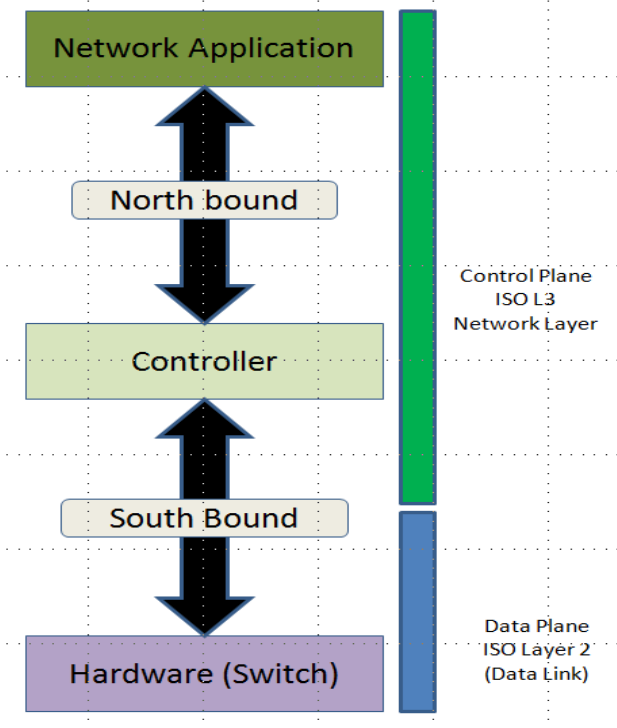 Network Application
North bound
Control Plane
ISO L3
Network Layer
Controller
South Bound
Data Plane
ISO Layer 2
(Data Link)
Hardware (Switch)